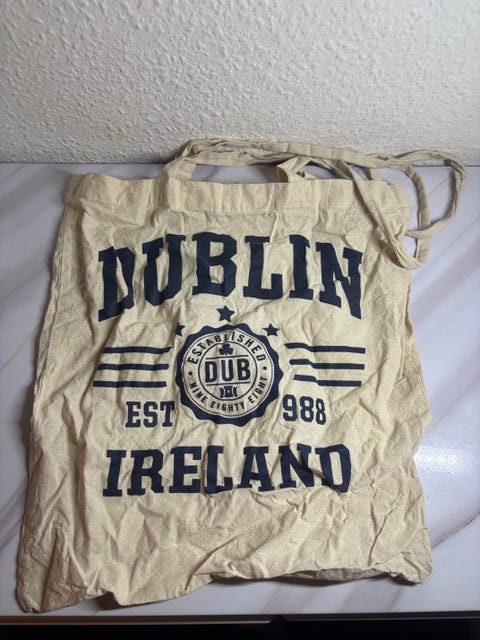 DUBLIN
ESTABLISHED
DUB
NINE EIGHTY EIGHT
EST 988
IRELAND